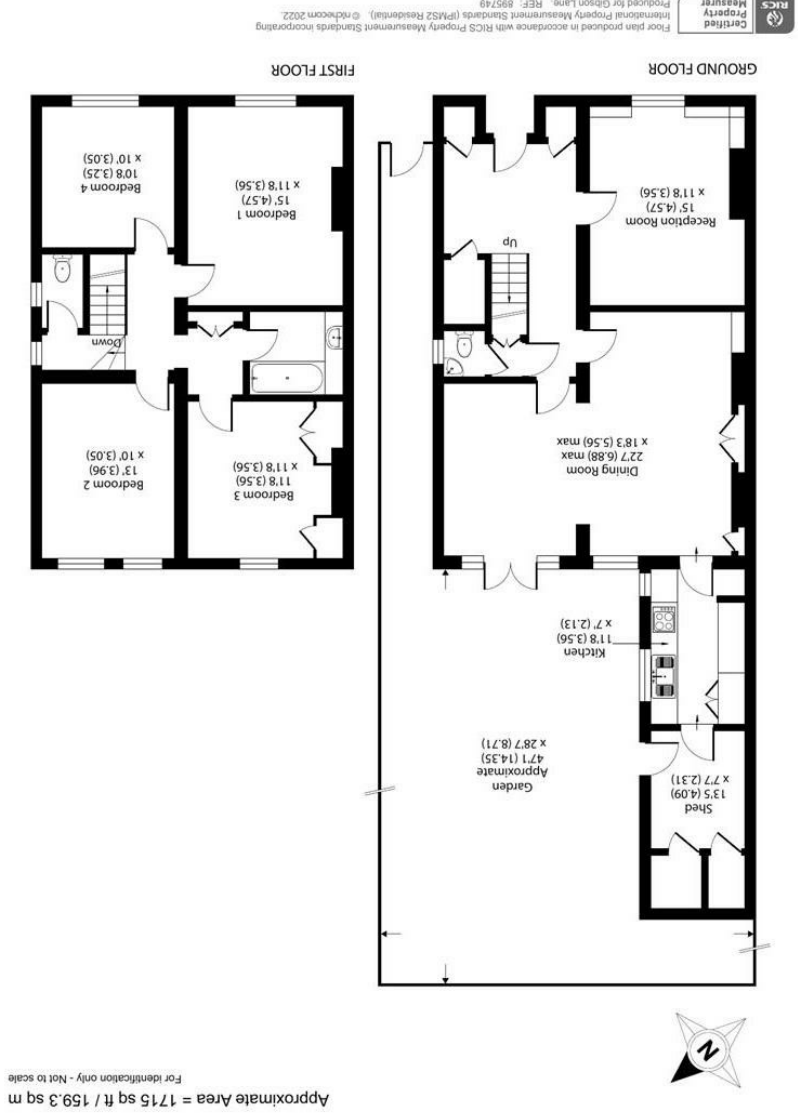 Approximate Area = 1715 sq ft / 159.3 sq m
For identification only - Not to scale
N
Garden
Approximate
47'1 (14.35)
x 28'7 (8.71)
Shed
13'5 (4.09)
x 7'7 (2.31)
Kitchen
11'8 (3.56)
x 7' (2.13)
Dining Room
22'7 (6.88) max
x 18'3 (5.56) max
Up
Reception Room
15' (4.57)
x 11'8 (3.56)
GROUND FLOOR
Bedroom 3
11'8 (3.56)
x 11'8 (3.56)
Bedroom 2
13' (3.96)
x 10' (3.05)
Down
Bedroom 1
15' (4.57)
x 11'8 (3.56)
Bedroom 4
10'8 (3.25)
x 10' (3.05)
FIRST FLOOR
Certified
Property
Measurer
RICS
Floor plan produced in accordance with RICS Property Measurement Standards incorporating
International Property Measurement Standards (IPMS2 Residential). © nichecom 2022.
Produced for Gibson Lane. REF: 895749